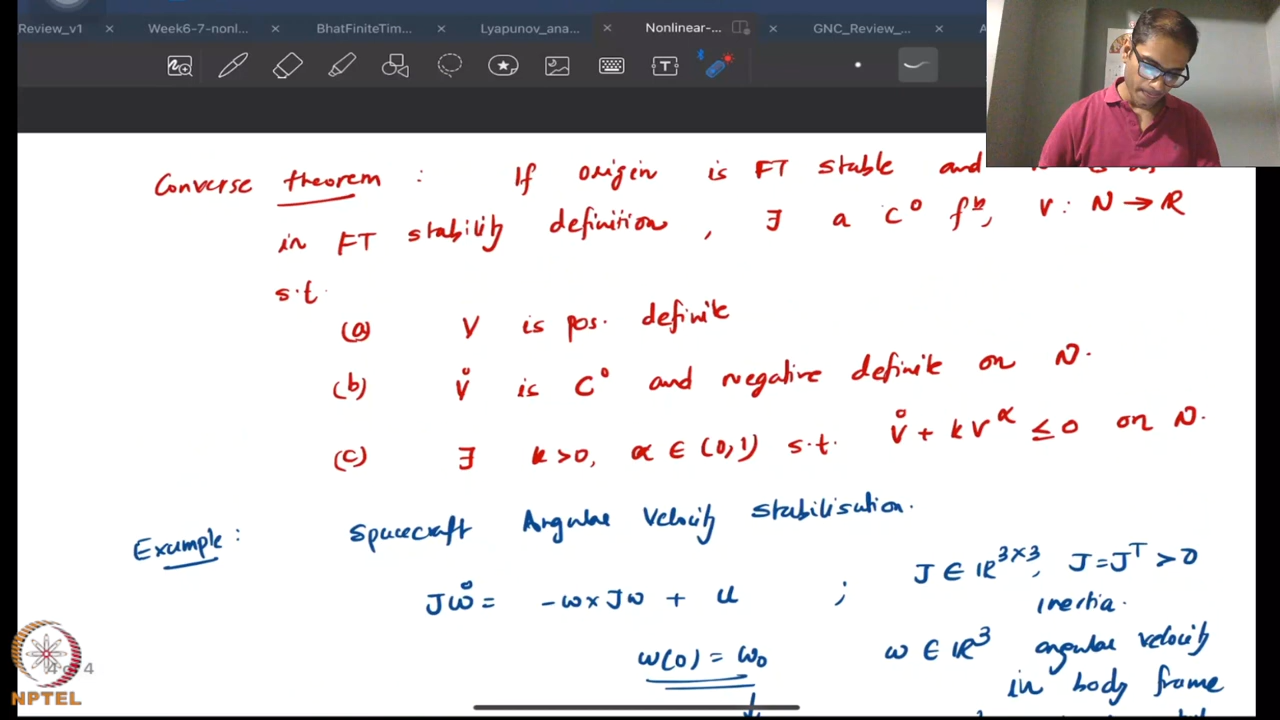 Review_v1 Week6-7-nonl... BhatFiniteTim... Lyapunov_ana... Nonlinear-... GNC_Review_...
Converse theorem : If origin is FT stable and
in FT stability definition, ∃ a C⁰ fⁿ, V: N → ℝ
s.t.
(a) V is pos. definite
(b) V̇ is C⁰ and negative definite on N.
(c) ∃ k>0, α ∈ (0,1) s.t. V̇ + kV^α ≤ 0 on N.
Example: Spacecraft Angular Velocity stabilisation.
Jω̇ = -ω×Jω + u ; J ∈ ℝ^{3×3}, J=J^T > 0
inertia.
ω(0) = ω₀ ω ∈ ℝ³ angular velocity
in body frame
4 of 4
NPTEL